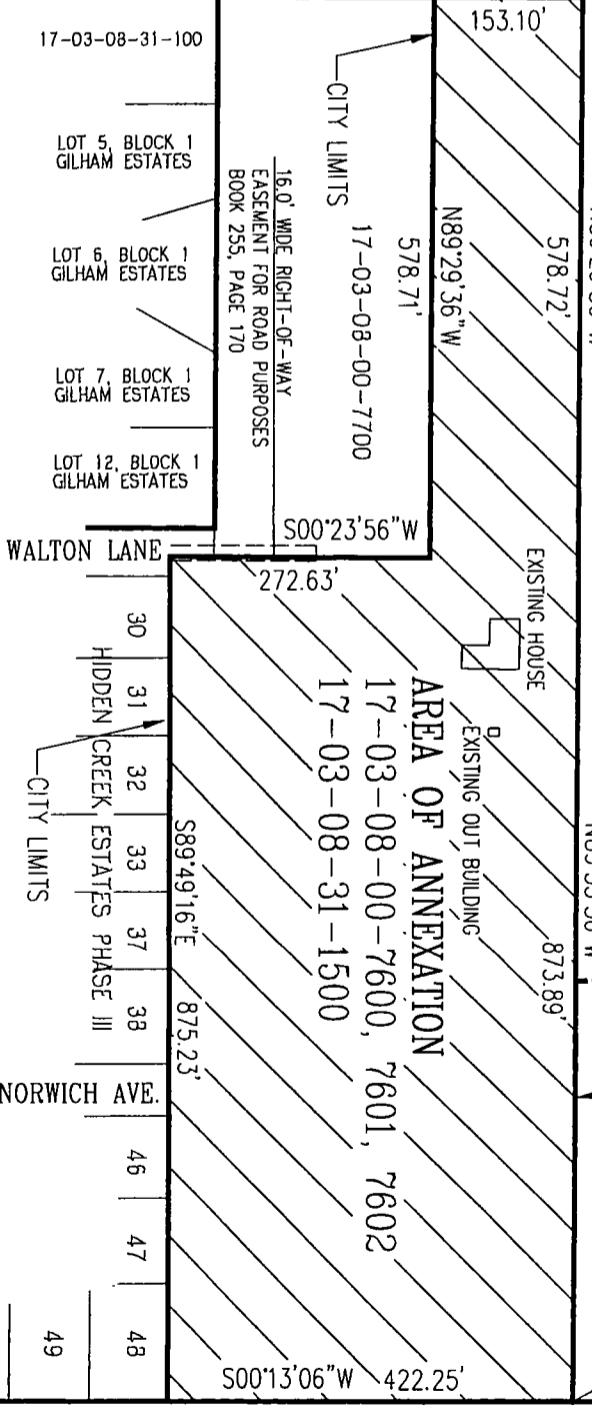 153.10'
17-03-08-31-100
CITY LIMITS
LOT 5, BLOCK 1
GILHAM ESTATES
LOT 6, BLOCK 1
GILHAM ESTATES
LOT 7, BLOCK 1
GILHAM ESTATES
LOT 12, BLOCK 1
GILHAM ESTATES
16.0' WIDE RIGHT-OF-WAY
EASEMENT FOR ROAD PURPOSES
BOOK 255, PAGE 170
17-03-08-00-7700
578.71'
N89°29'36"W
578.72'
S00°23'56"W
WALTON LANE
272.63'
EXISTING HOUSE
EXISTING OUT BUILDING
AREA OF ANNEXATION
17-03-08-00-7600, 7601, 7602
17-03-08-31-1500
873.89'
30
31
32
33
37
38
HIDDEN CREEK ESTATES PHASE III
CITY LIMITS
S89°49'16"E 875.23'
NORWICH AVE.
46
47
48
49
S00°13'06"W 422.25'